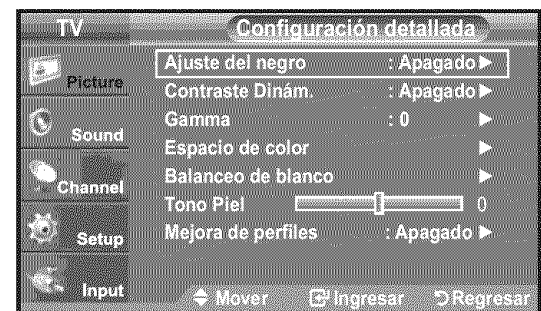 TV
Configuración detallada
Picture
Sound
Channel
Setup
Input
Ajuste del negro : Apagado►
Contraste Dinám. : Apagado►
Gamma : 0 ►
Espacio de color ►
Balanceo de blanco ►
Tono Piel 0
Mejora de perfiles : Apagado ►
Mover Ingresar Regresar